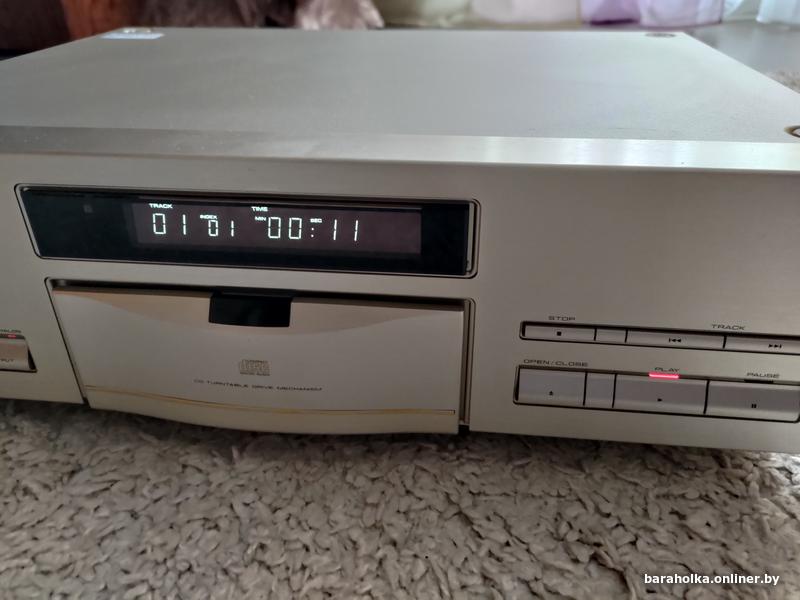 TRACK INDEX TIME MIN SEC
01 01 00:11
STOP TRACK
OPEN/CLOSE PLAY PAUSE
CD TURNTABLE DRIVE MECHANISM
baraholka.onliner.by